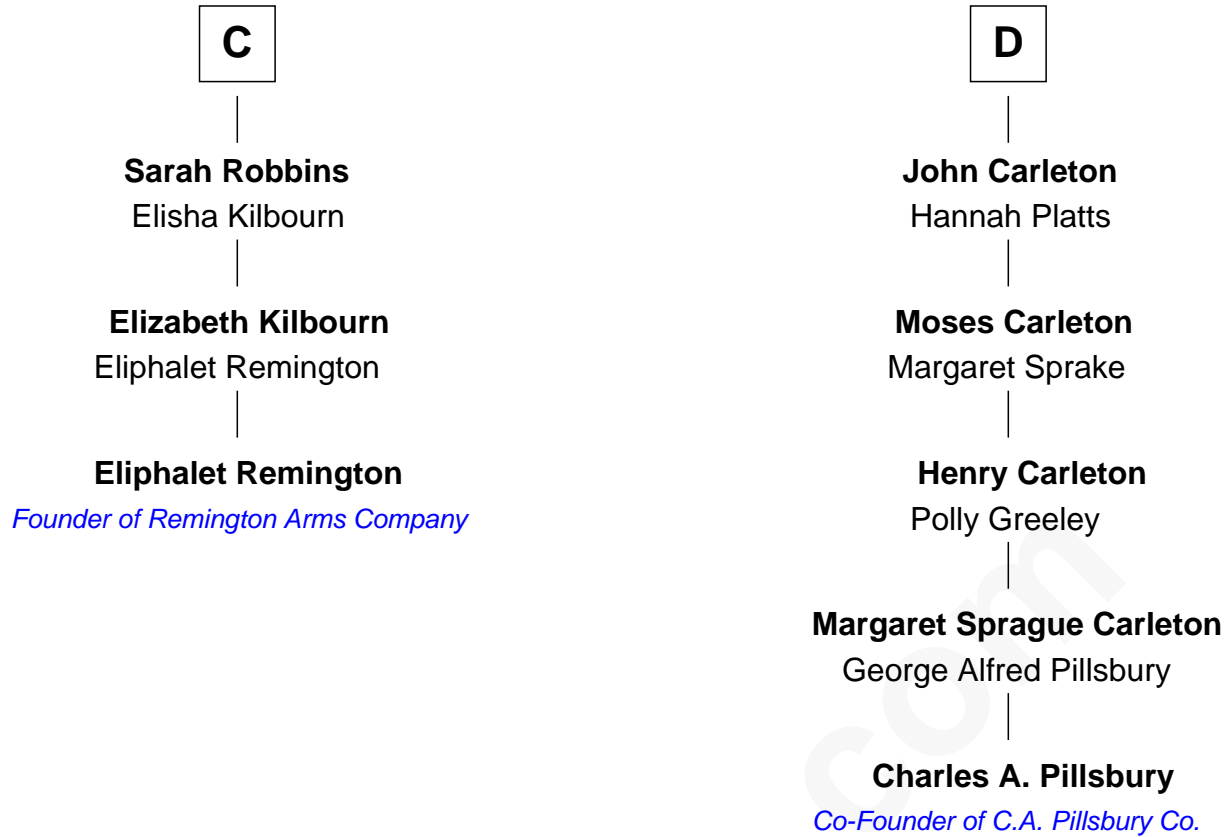 C
Sarah Robbins
Elisha Kilbourn
Elizabeth Kilbourn
Eliphalet Remington
Eliphalet Remington
Founder of Remington Arms Company
D
John Carleton
Hannah Platts
Moses Carleton
Margaret Sprake
Henry Carleton
Polly Greeley
Margaret Sprague Carleton
George Alfred Pillsbury
Charles A. Pillsbury
Co-Founder of C.A. Pillsbury Co.
com